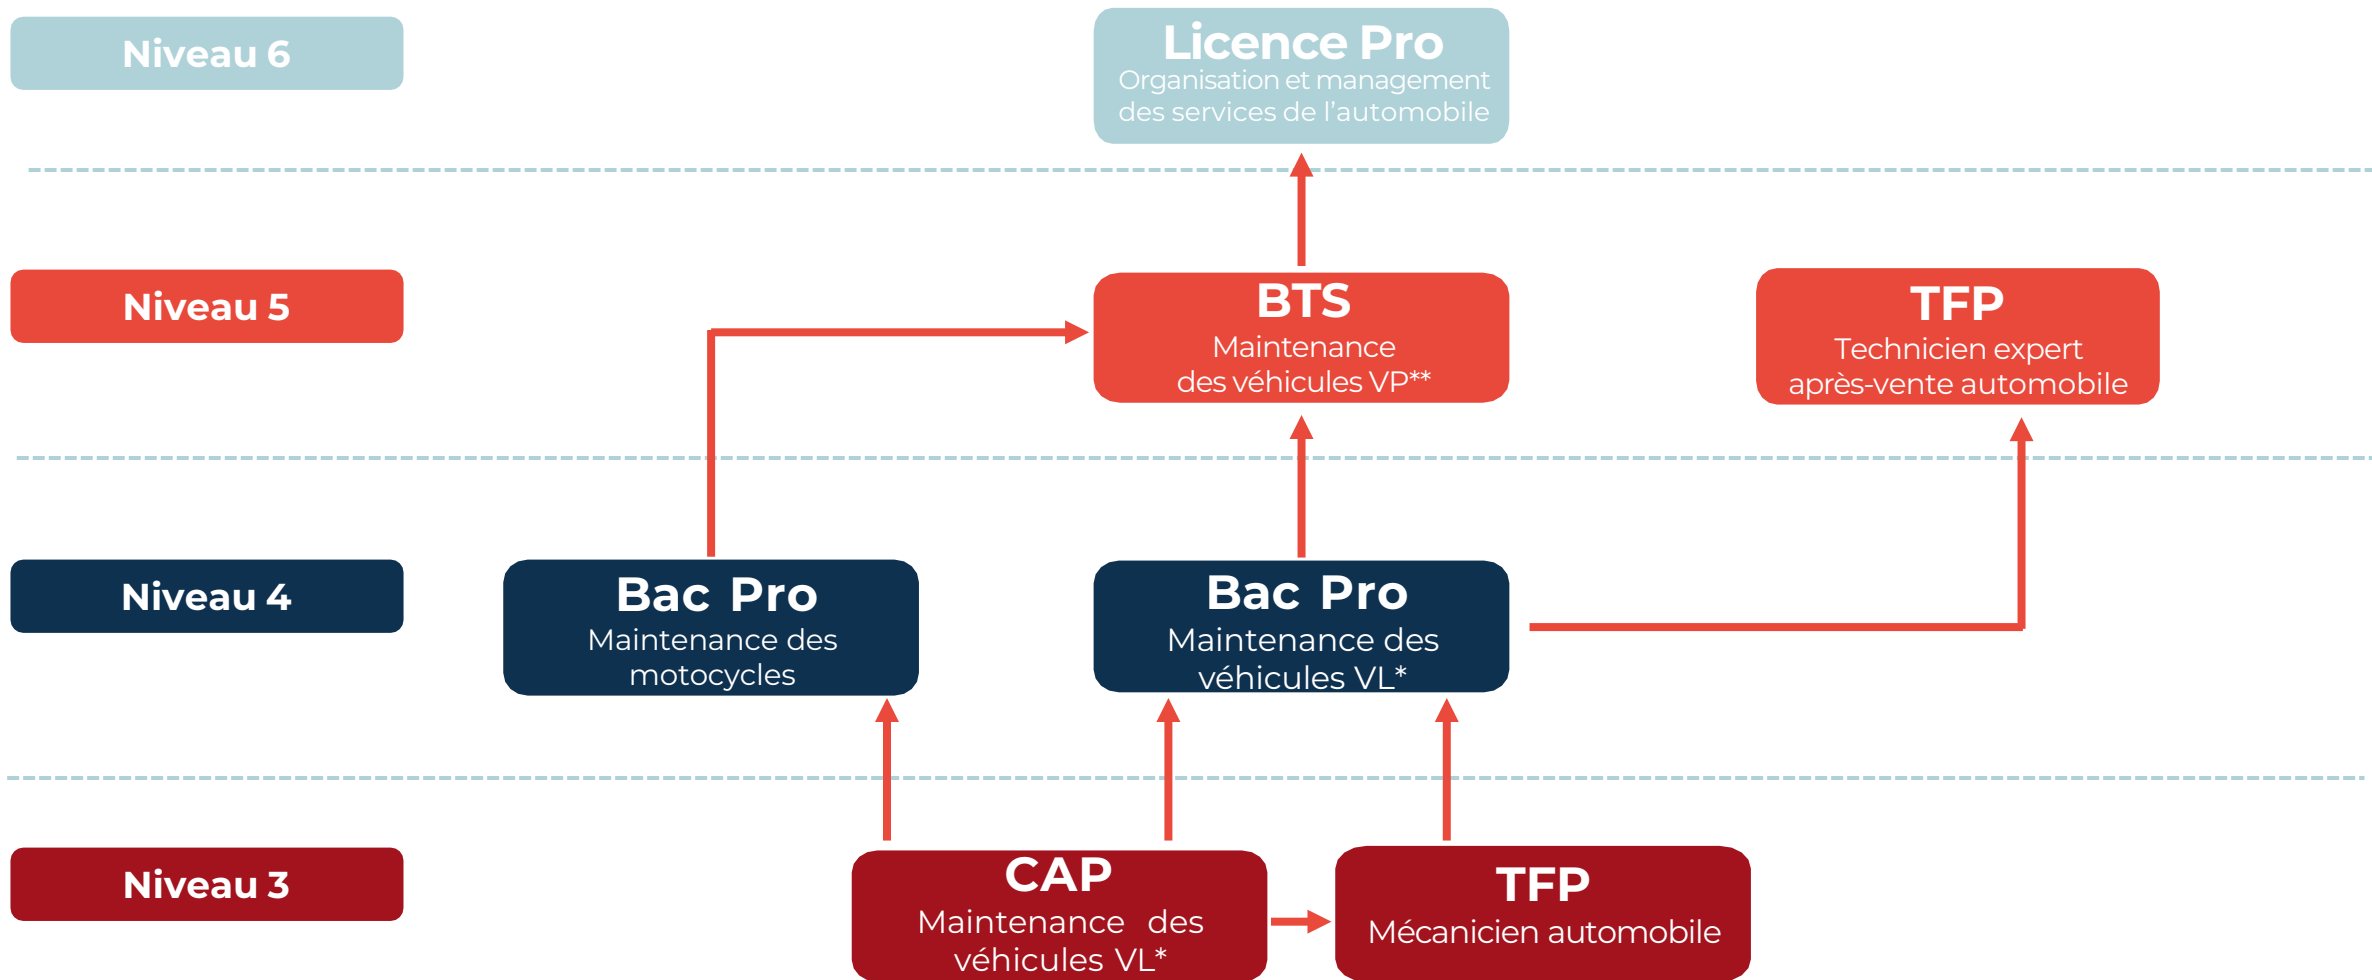 Niveau 6
Licence Pro
Organisation et management
des services de l'automobile
Niveau 5
BTS
Maintenance
des véhicules VP**
TFP
Technicien expert
après-vente automobile
Niveau 4
Bac Pro
Maintenance des
motocycles
Bac Pro
Maintenance des
véhicules VL*
Niveau 3
CAP
Maintenance des
véhicules VL*
TFP
Mécanicien automobile